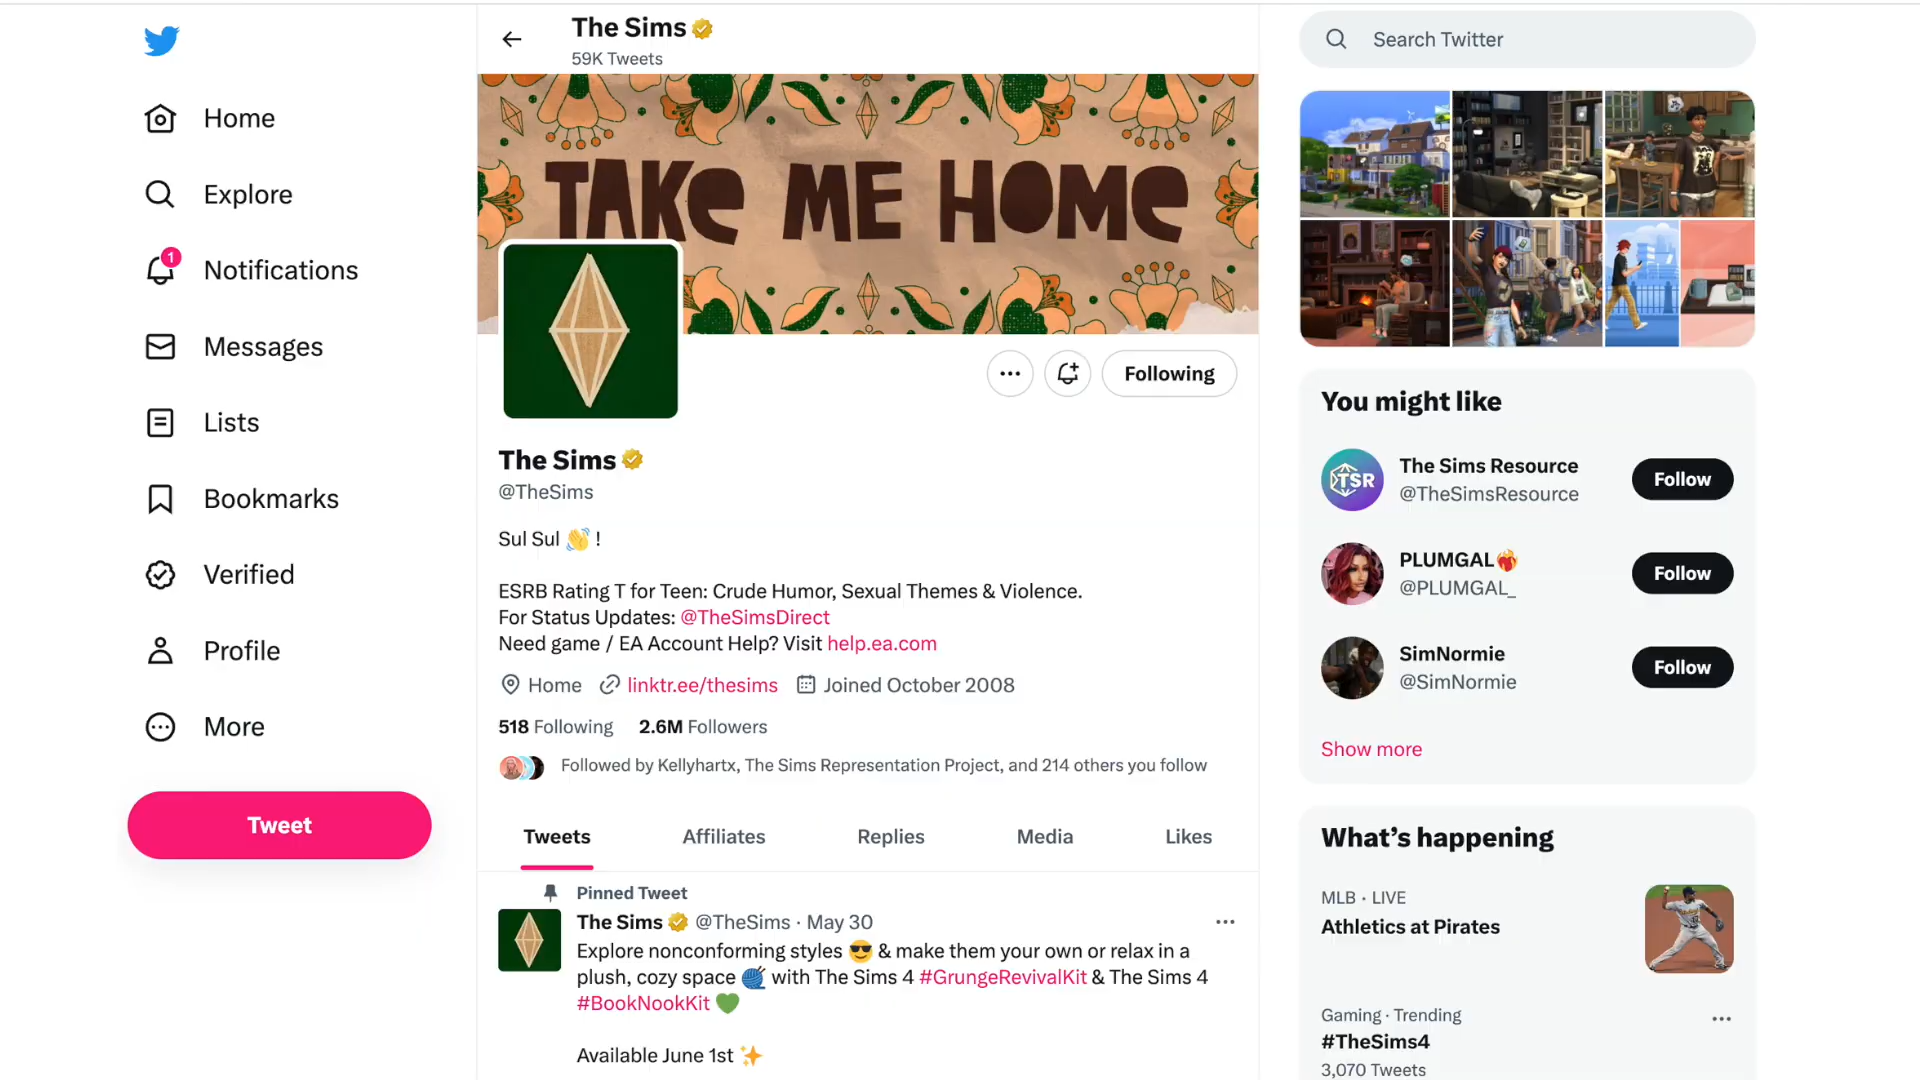 Home
Explore
1
Notifications
Messages
Lists
Bookmarks
Verified
Profile
More
Tweet
The Sims
59K Tweets
TAKE ME HOME
Following
The Sims
@TheSims
Sul Sul 👋 !
ESRB Rating T for Teen: Crude Humor, Sexual Themes & Violence.
For Status Updates: @TheSimsDirect
Need game / EA Account Help? Visit help.ea.com
Home linktr.ee/thesims Joined October 2008
518 Following 2.6M Followers
Followed by Kellyhartx, The Sims Representation Project, and 214 others you follow
Tweets Affiliates Replies Media Likes
Pinned Tweet
The Sims @TheSims · May 30
Explore nonconforming styles 😎 & make them your own or relax in a
plush, cozy space 🧶 with The Sims 4 #GrungeRevivalKit & The Sims 4
#BookNookKit 💚
Available June 1st ✨
Search Twitter
You might like
TSR
The Sims Resource
@TheSimsResource
Follow
PLUMGAL❤️‍🔥
@PLUMGAL_
Follow
SimNormie
@SimNormie
Follow
Show more
What's happening
MLB · LIVE
Athletics at Pirates
Gaming · Trending
#TheSims4
3,070 Tweets